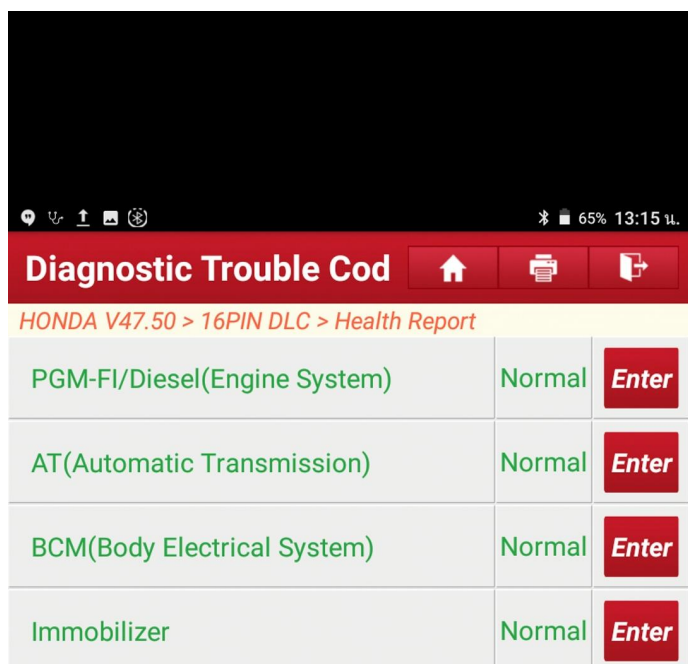 65% 13:15 น.
Diagnostic Trouble Cod
HONDA V47.50 > 16PIN DLC > Health Report
PGM-FI/Diesel(Engine System) Normal Enter
AT(Automatic Transmission) Normal Enter
BCM(Body Electrical System) Normal Enter
Immobilizer Normal Enter